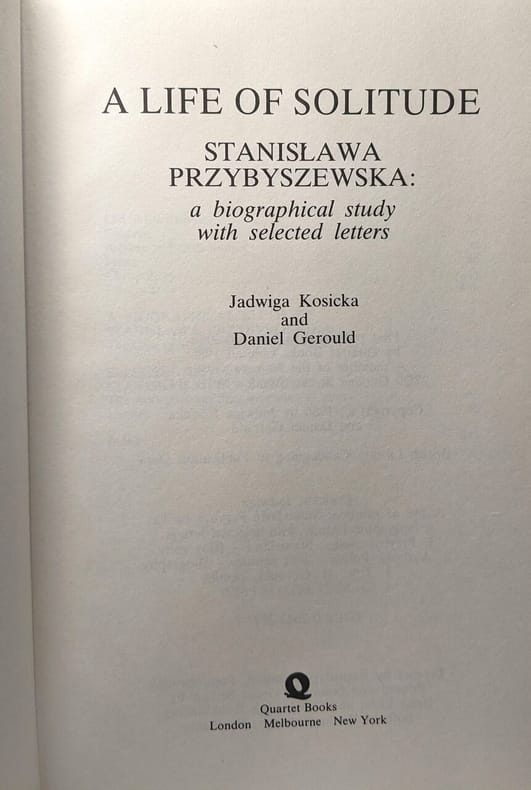 A LIFE OF SOLITUDE
STANISŁAWA
PRZYBYSZEWSKA:
a biographical study
with selected letters
Jadwiga Kosicka
and
Daniel Gerould
Q
Quartet Books
London Melbourne New York